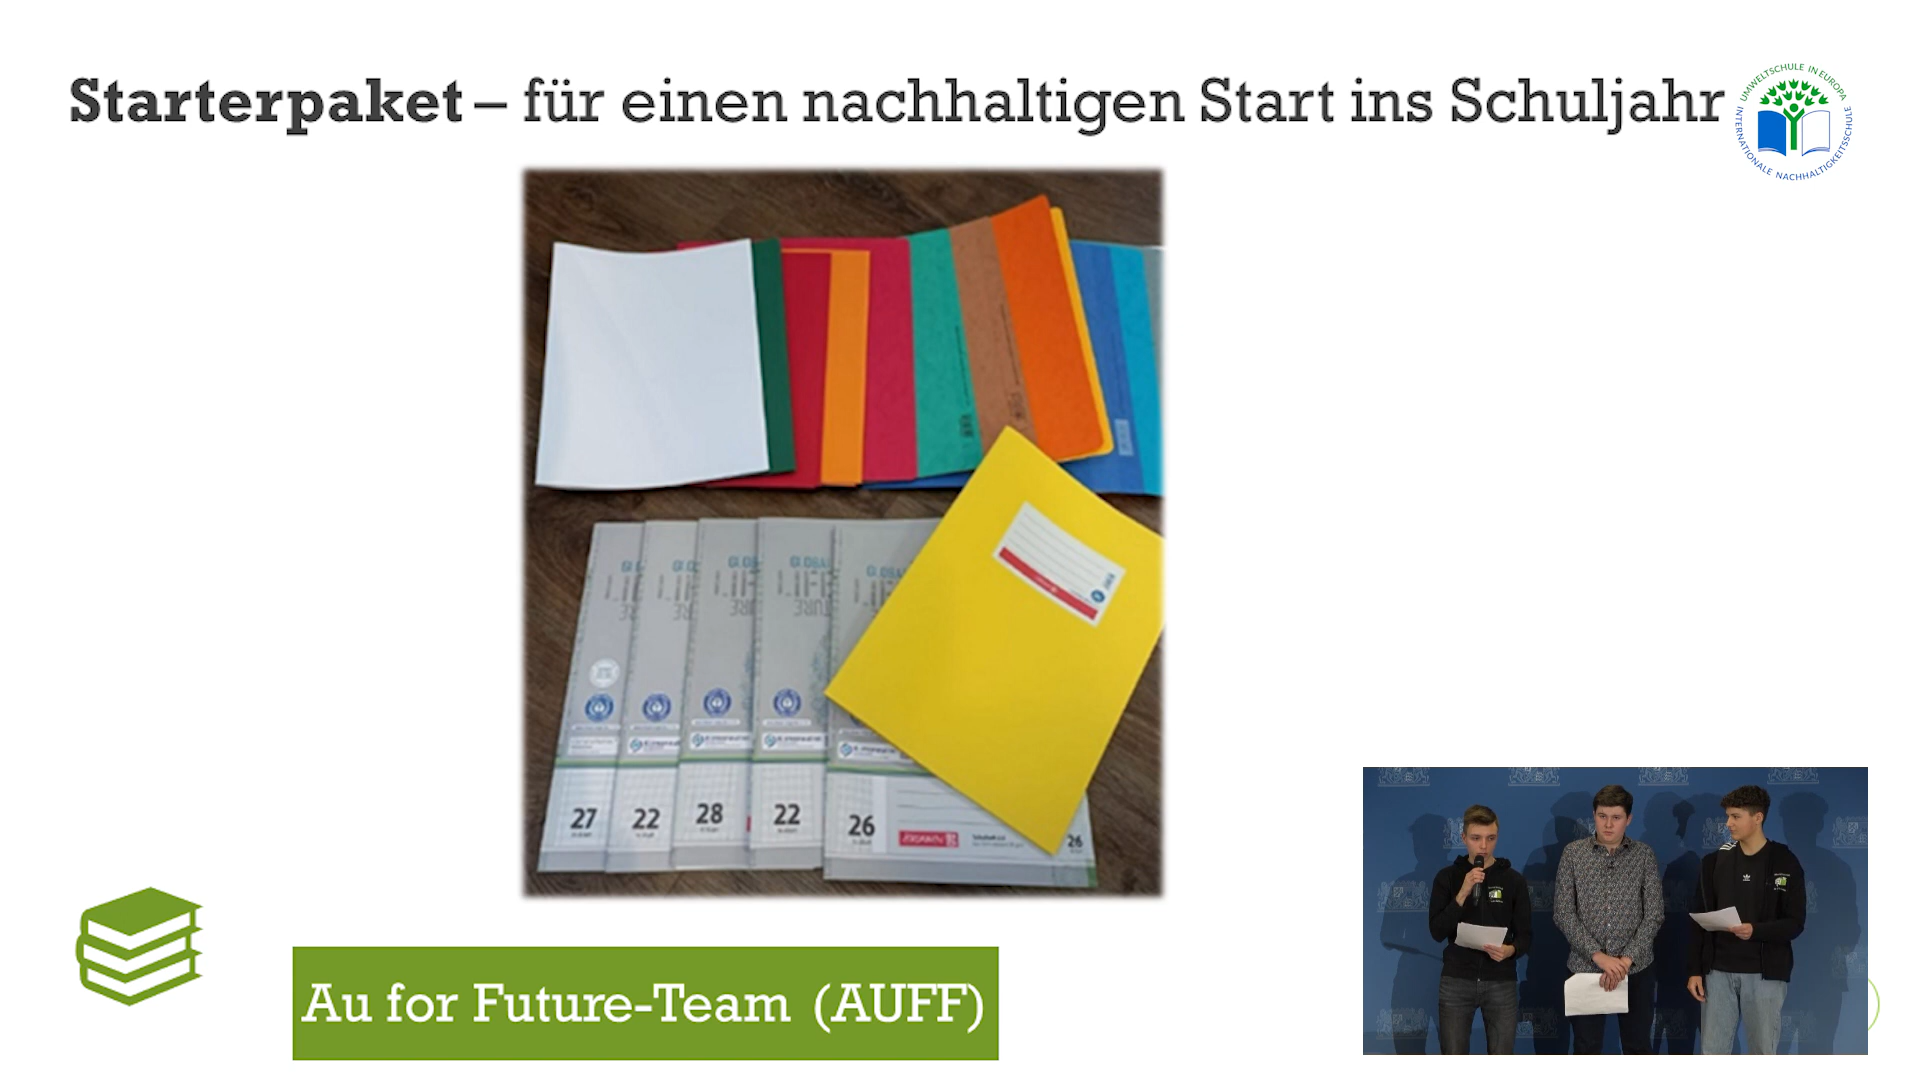 Starterpaket – für einen nachhaltigen Start ins Schuljahr
UMWELTSCHULE IN EUROPA
INTERNATIONALE NACHHALTIGKEITSSCHULE
27
22
28
22
26
26
Au for Future-Team (AUFF)